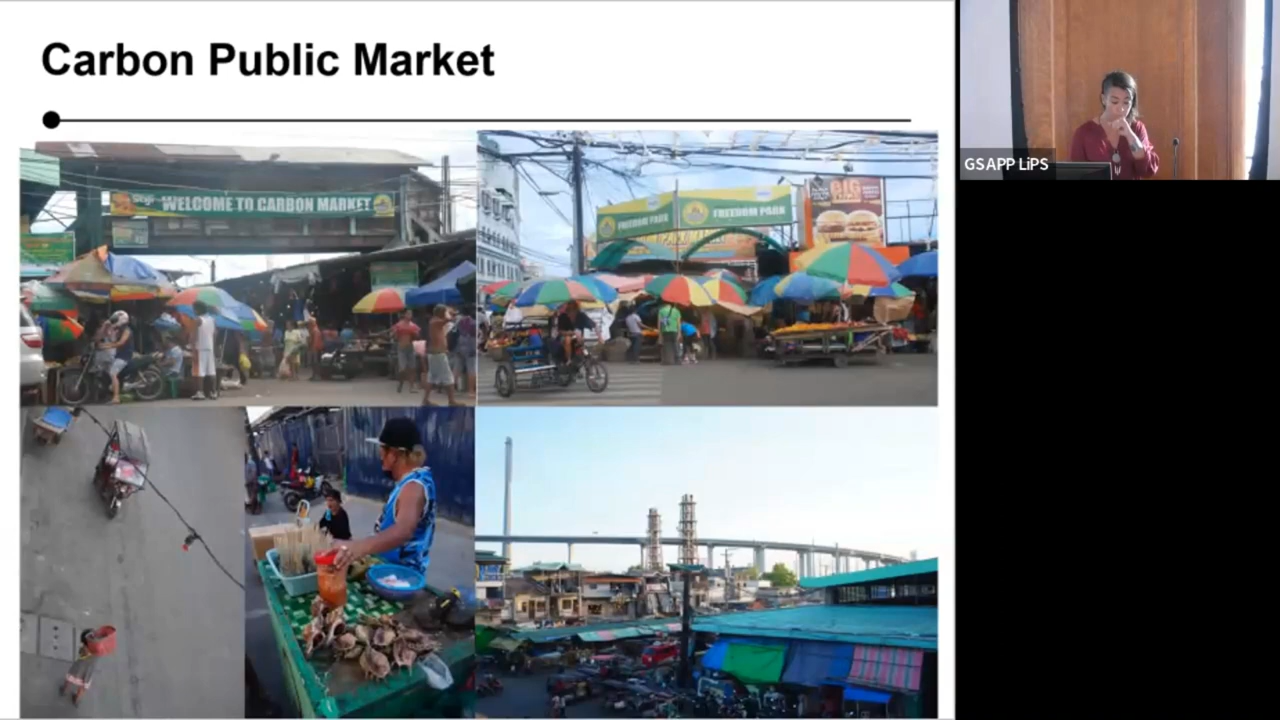 Carbon Public Market
WELCOME TO CARBON MARKET
FREEDOM PARK
FREEDOM PARK
BIG
GSAPP LiPS